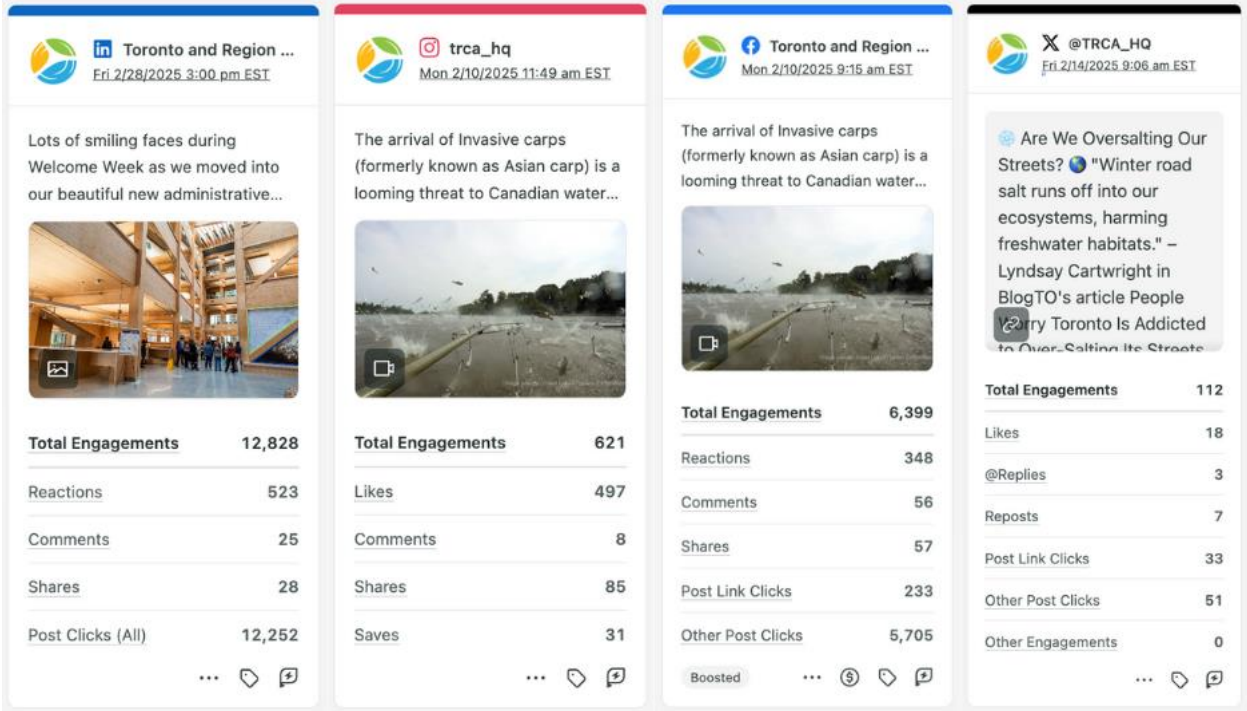 Toronto and Region ...
Fri 2/28/2025 3:00 pm EST
Lots of smiling faces during
Welcome Week as we moved into
our beautiful new administrative...
Total Engagements 12,828
Reactions 523
Comments 25
Shares 28
Post Clicks (All) 12,252
trca_hq
Mon 2/10/2025 11:49 am EST
The arrival of Invasive carps
(formerly known as Asian carp) is a
looming threat to Canadian water...
Total Engagements 621
Likes 497
Comments 8
Shares 85
Saves 31
Toronto and Region ...
Mon 2/10/2025 9:15 am EST
The arrival of Invasive carps
(formerly known as Asian carp) is a
looming threat to Canadian water...
Total Engagements 6,399
Reactions 348
Comments 56
Shares 57
Post Link Clicks 233
Other Post Clicks 5,705
Boosted
@TRCA_HQ
Fri 2/14/2025 9:06 am EST
Are We Oversalting Our
Streets? "Winter road
salt runs off into our
ecosystems, harming
freshwater habitats." –
Lyndsay Cartwright in
BlogTO's article People
Worry Toronto Is Addicted
to Over-Salting Its Streets
Total Engagements 112
Likes 18
@Replies 3
Reposts 7
Post Link Clicks 33
Other Post Clicks 51
Other Engagements 0